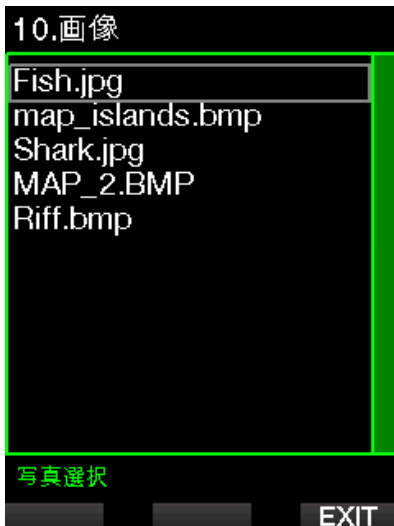 10.画像
Fish.jpg
map_islands.bmp
Shark.jpg
MAP_2.BMP
Riff.bmp
写真選択
EXIT